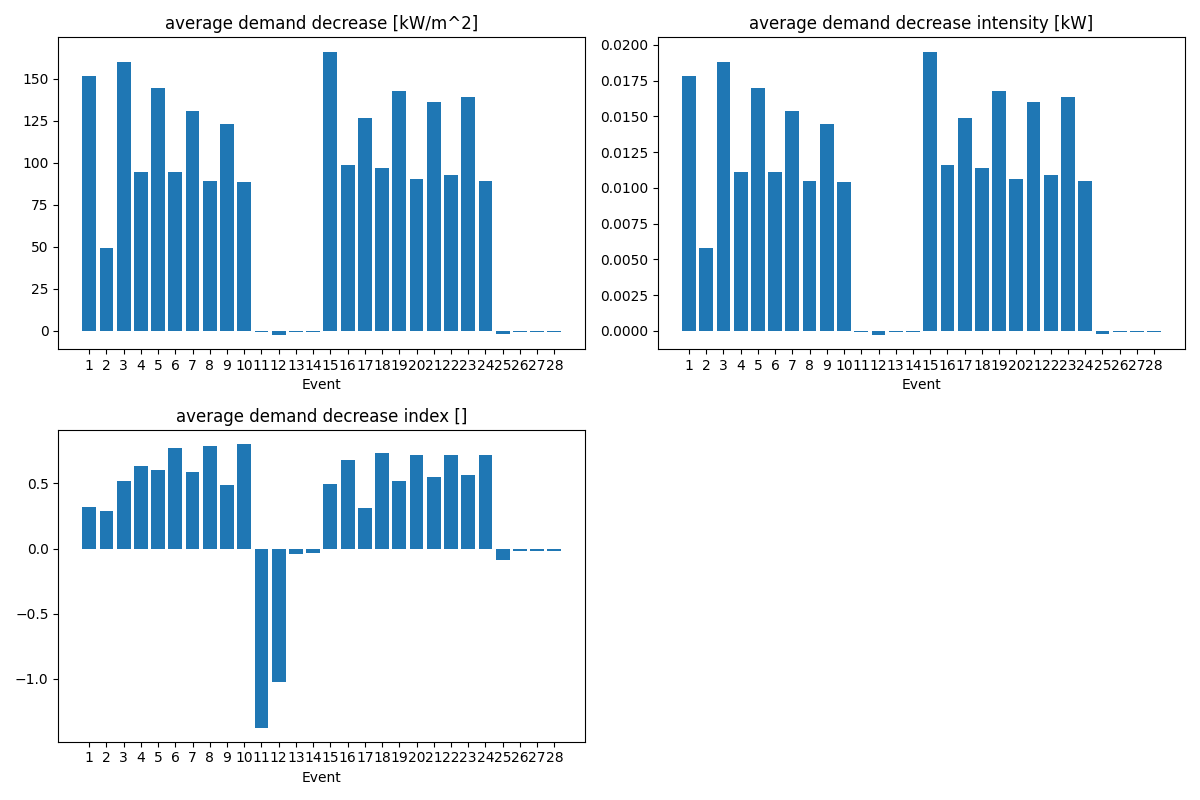 average demand decrease [kW/m^2]
150
125
100
75
50
25
0
1 2 3 4 5 6 7 8 9 10 11 12 13 14 15 16 17 18 19 20 21 22 23 24 25 26 27 28
Event
average demand decrease intensity [kW]
0.0200
0.0175
0.0150
0.0125
0.0100
0.0075
0.0050
0.0025
0.0000
1 2 3 4 5 6 7 8 9 10 11 12 13 14 15 16 17 18 19 20 21 22 23 24 25 26 27 28
Event
average demand decrease index []
0.5
0.0
−0.5
−1.0
1 2 3 4 5 6 7 8 9 10 11 12 13 14 15 16 17 18 19 20 21 22 23 24 25 26 27 28
Event